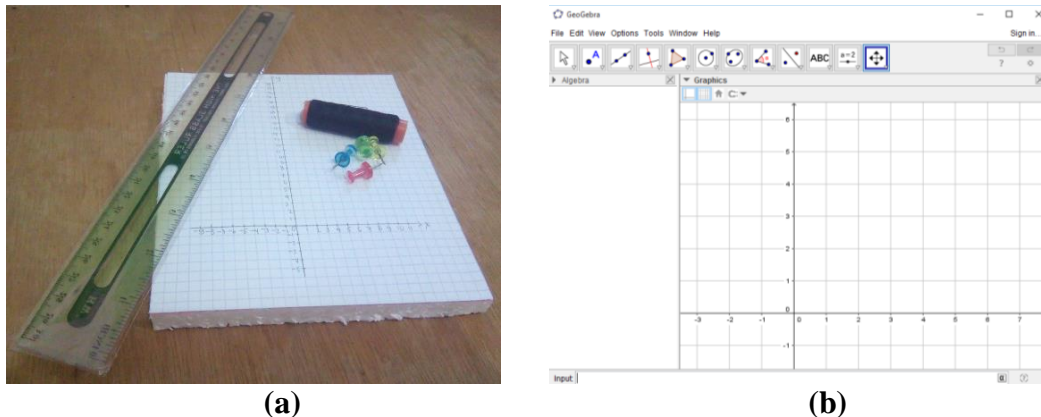 GeoGebra
File Edit View Options Tools Window Help
Sign in...
ABC
a=2
Algebra
Graphics
6
5
4
3
2
1
0
-3 -2 -1 0 1 2 3 4 5 6 7
-1
Input:
(a)
(b)